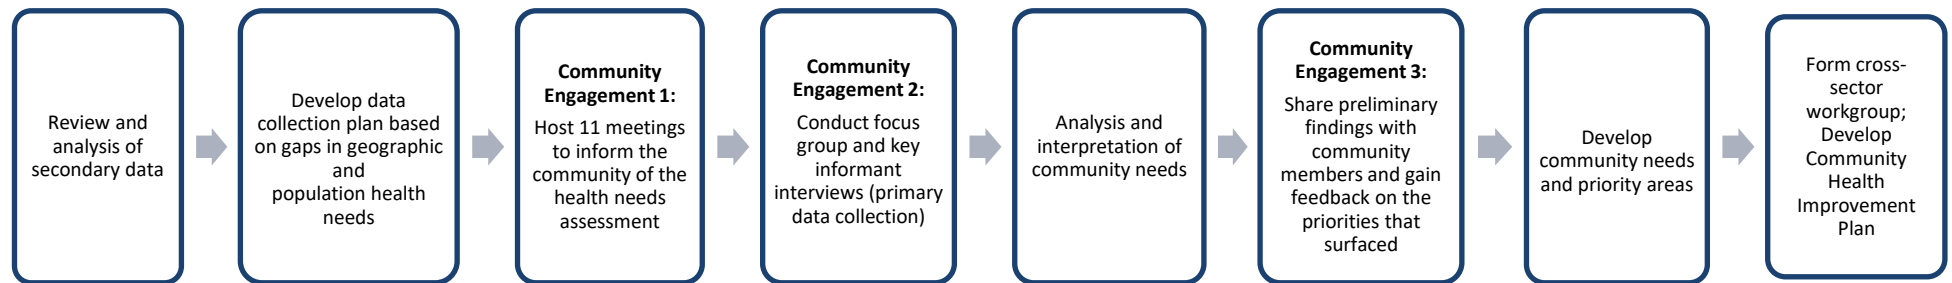 Review and
analysis of
secondary data
Develop data
collection plan based
on gaps in geographic
and
population health
needs
Community
Engagement 1:
Host 11 meetings
to inform the
community of the
health needs
assessment
Community
Engagement 2:
Conduct focus
group and key
informant
interviews (primary
data collection)
Analysis and
interpretation of
community needs
Community
Engagement 3:
Share preliminary
findings with
community
members and gain
feedback on the
priorities that
surfaced
Develop
community needs
and priority areas
Form cross-
sector
workgroup;
Develop
Community
Health
Improvement
Plan